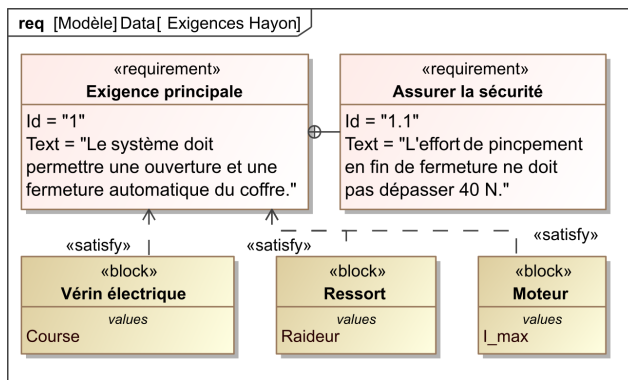 req [Modèle] Data[ Exigences Hayon]
«requirement»
Exigence principale
Id = "1"
Text = "Le système doit
permettre une ouverture et une
fermeture automatique du coffre."
«requirement»
Assurer la sécurité
Id = "1.1"
Text = "L'effort de pincpement
en fin de fermeture ne doit
pas dépasser 40 N."
«satisfy»
«satisfy»
«satisfy»
«block»
Vérin électrique
values
Course
«block»
Ressort
values
Raideur
«block»
Moteur
values
I_max